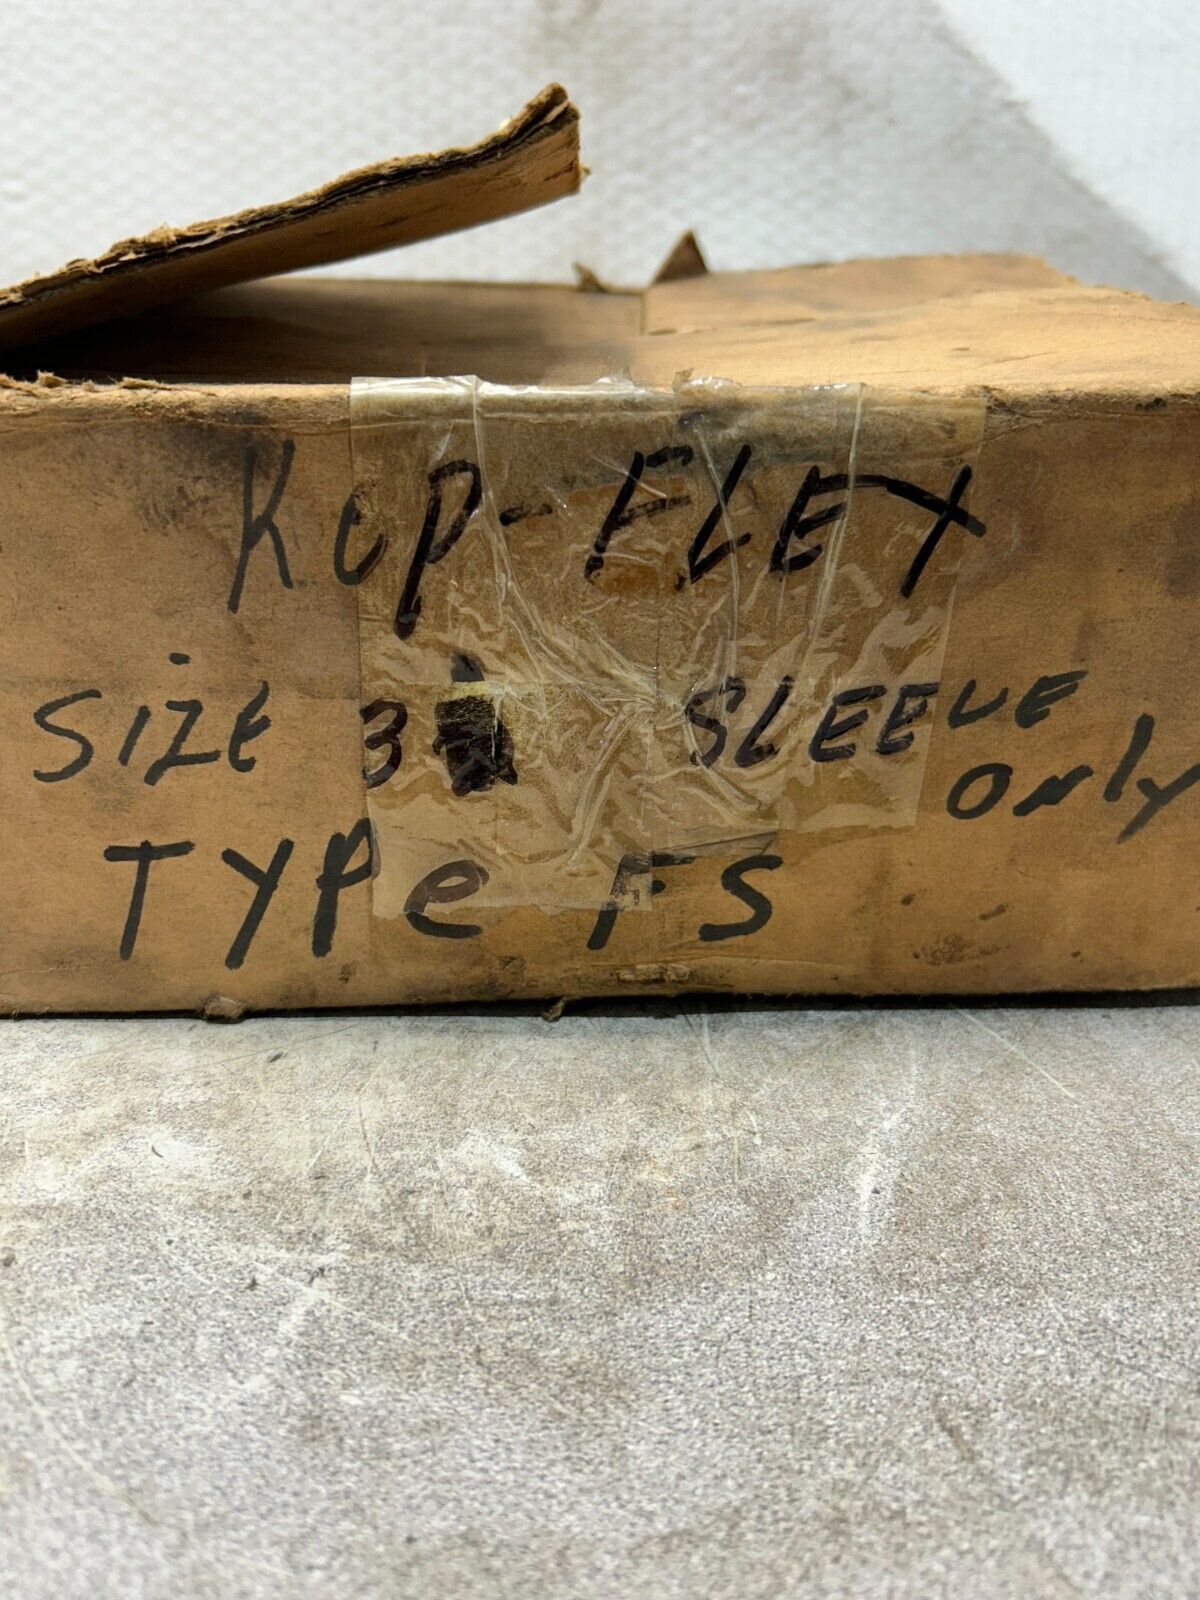 Kop-FLEX
SIZE 3 SLEEVE
only
TYPe FS